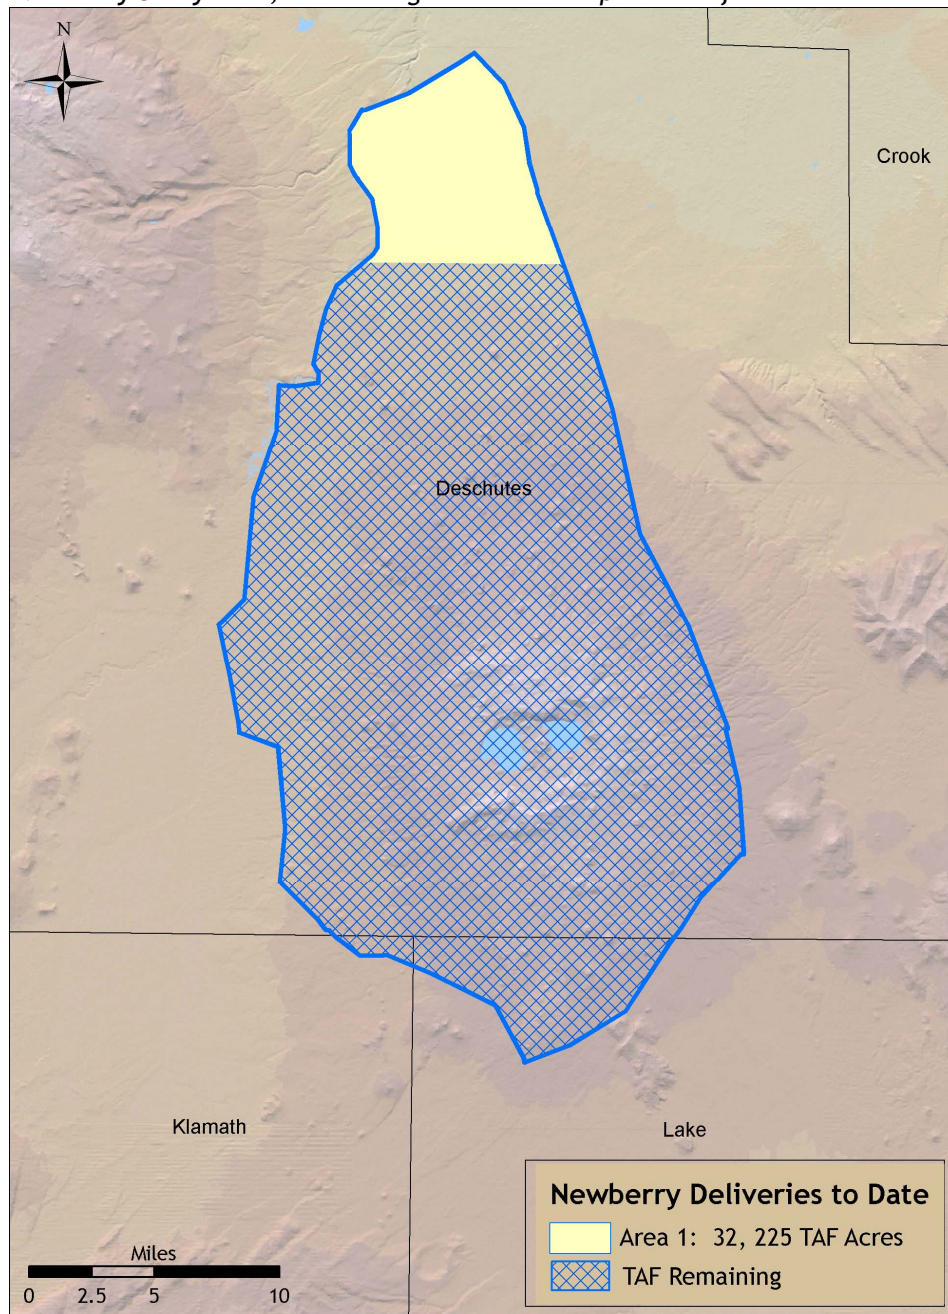 N
Crook
Deschutes
Klamath
Lake
Newberry Deliveries to Date
Area 1: 32, 225 TAF Acres
TAF Remaining
Miles
0 2.5 5 10